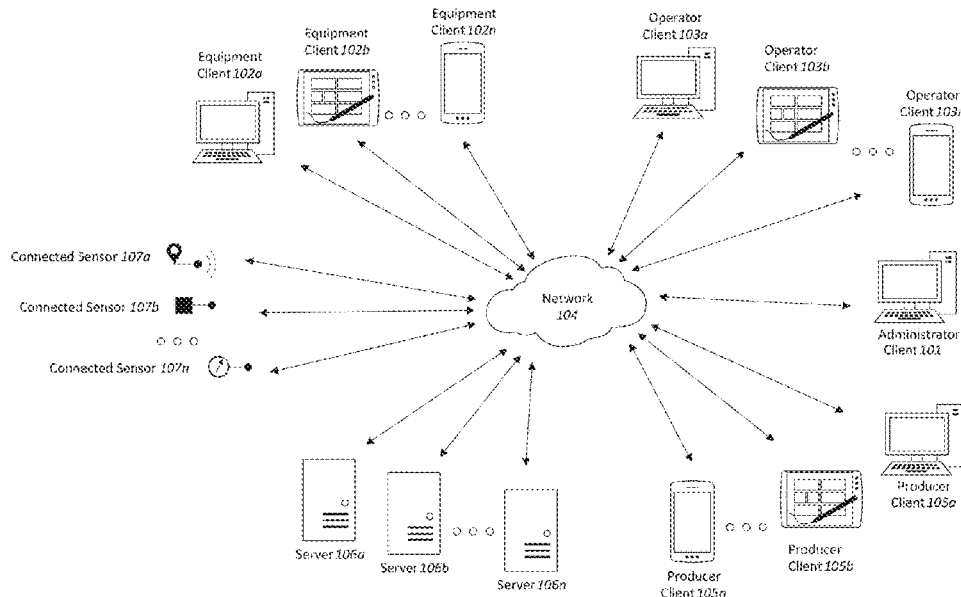 Equipment
Client 102a
Equipment
Client 102b
Equipment
Client 102n
Operator
Client 103a
Operator
Client 103b
Operator
Client
Connected Sensor 107a
Connected Sensor 107b
Connected Sensor 107n
Network
104
Administrator
Client 101
Server 106a
Server 106b
Server 106n
Producer
Client 105n
Producer
Client 105b
Producer
Client 105a